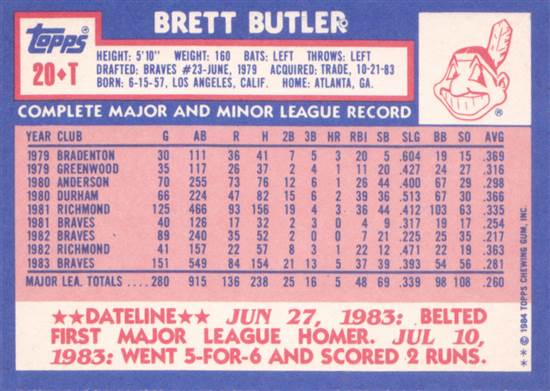 BRETT BUTLER
Topps
20♦T
HEIGHT: 5'10" WEIGHT: 160 BATS: LEFT THROWS: LEFT
DRAFTED: BRAVES #23-JUNE, 1979 ACQUIRED: TRADE, 10-21-83
BORN: 6-15-57, LOS ANGELES, CALIF. HOME: ATLANTA, GA.
®
COMPLETE MAJOR AND MINOR LEAGUE RECORD
YEAR CLUB G AB R H 2B 3B HR RBI SB SLG BB SO AVG
1979 BRADENTON 30 111 36 41 7 5 3 20 5 .604 19 15 .369
1979 GREENWOOD 35 117 26 37 2 4 1 11 20 .427 24 27 .316
1980 ANDERSON 70 255 73 76 12 6 1 26 44 .400 67 29 .298
1980 DURHAM 66 224 47 82 15 6 2 39 36 .513 67 30 .366
1981 RICHMOND 125 466 93 156 19 4 3 36 44 .412 103 63 .335
1981 BRAVES 40 126 17 32 2 3 0 4 9 .317 19 17 .254
1982 BRAVES 89 240 35 52 2 0 0 7 21 .225 25 35 .217
1982 RICHMOND 41 157 22 57 8 3 1 22 12 .471 22 19 .363
1983 BRAVES 151 549 84 154 21 13 5 37 39 .393 54 56 .281
MAJOR LEA. TOTALS .... 280 915 136 238 25 16 5 48 69 .339 98 108 .260
★★DATELINE★★ JUN 27, 1983: BELTED
FIRST MAJOR LEAGUE HOMER. JUL 10,
1983: WENT 5-FOR-6 AND SCORED 2 RUNS.
★★ © 1984 TOPPS CHEWING GUM, INC.